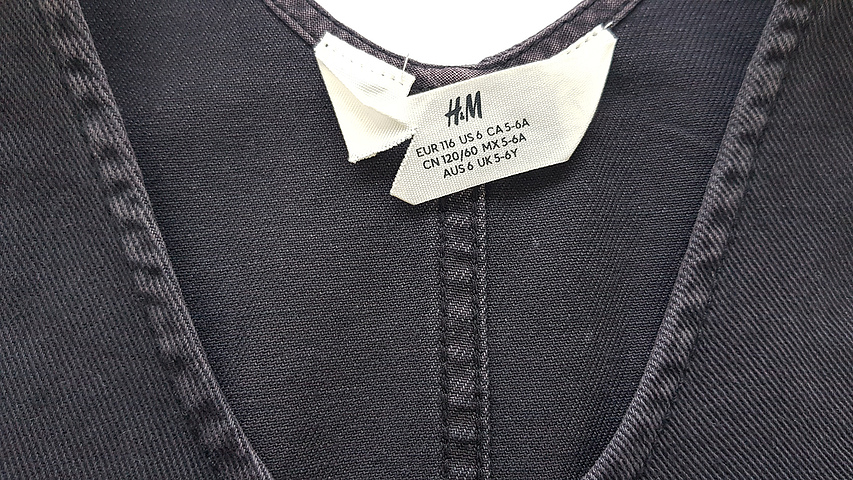 H&M
EUR 116 US 6 CA 5-6A
CN 120/60 MX 5-6A
AUS 6 UK 5-6Y